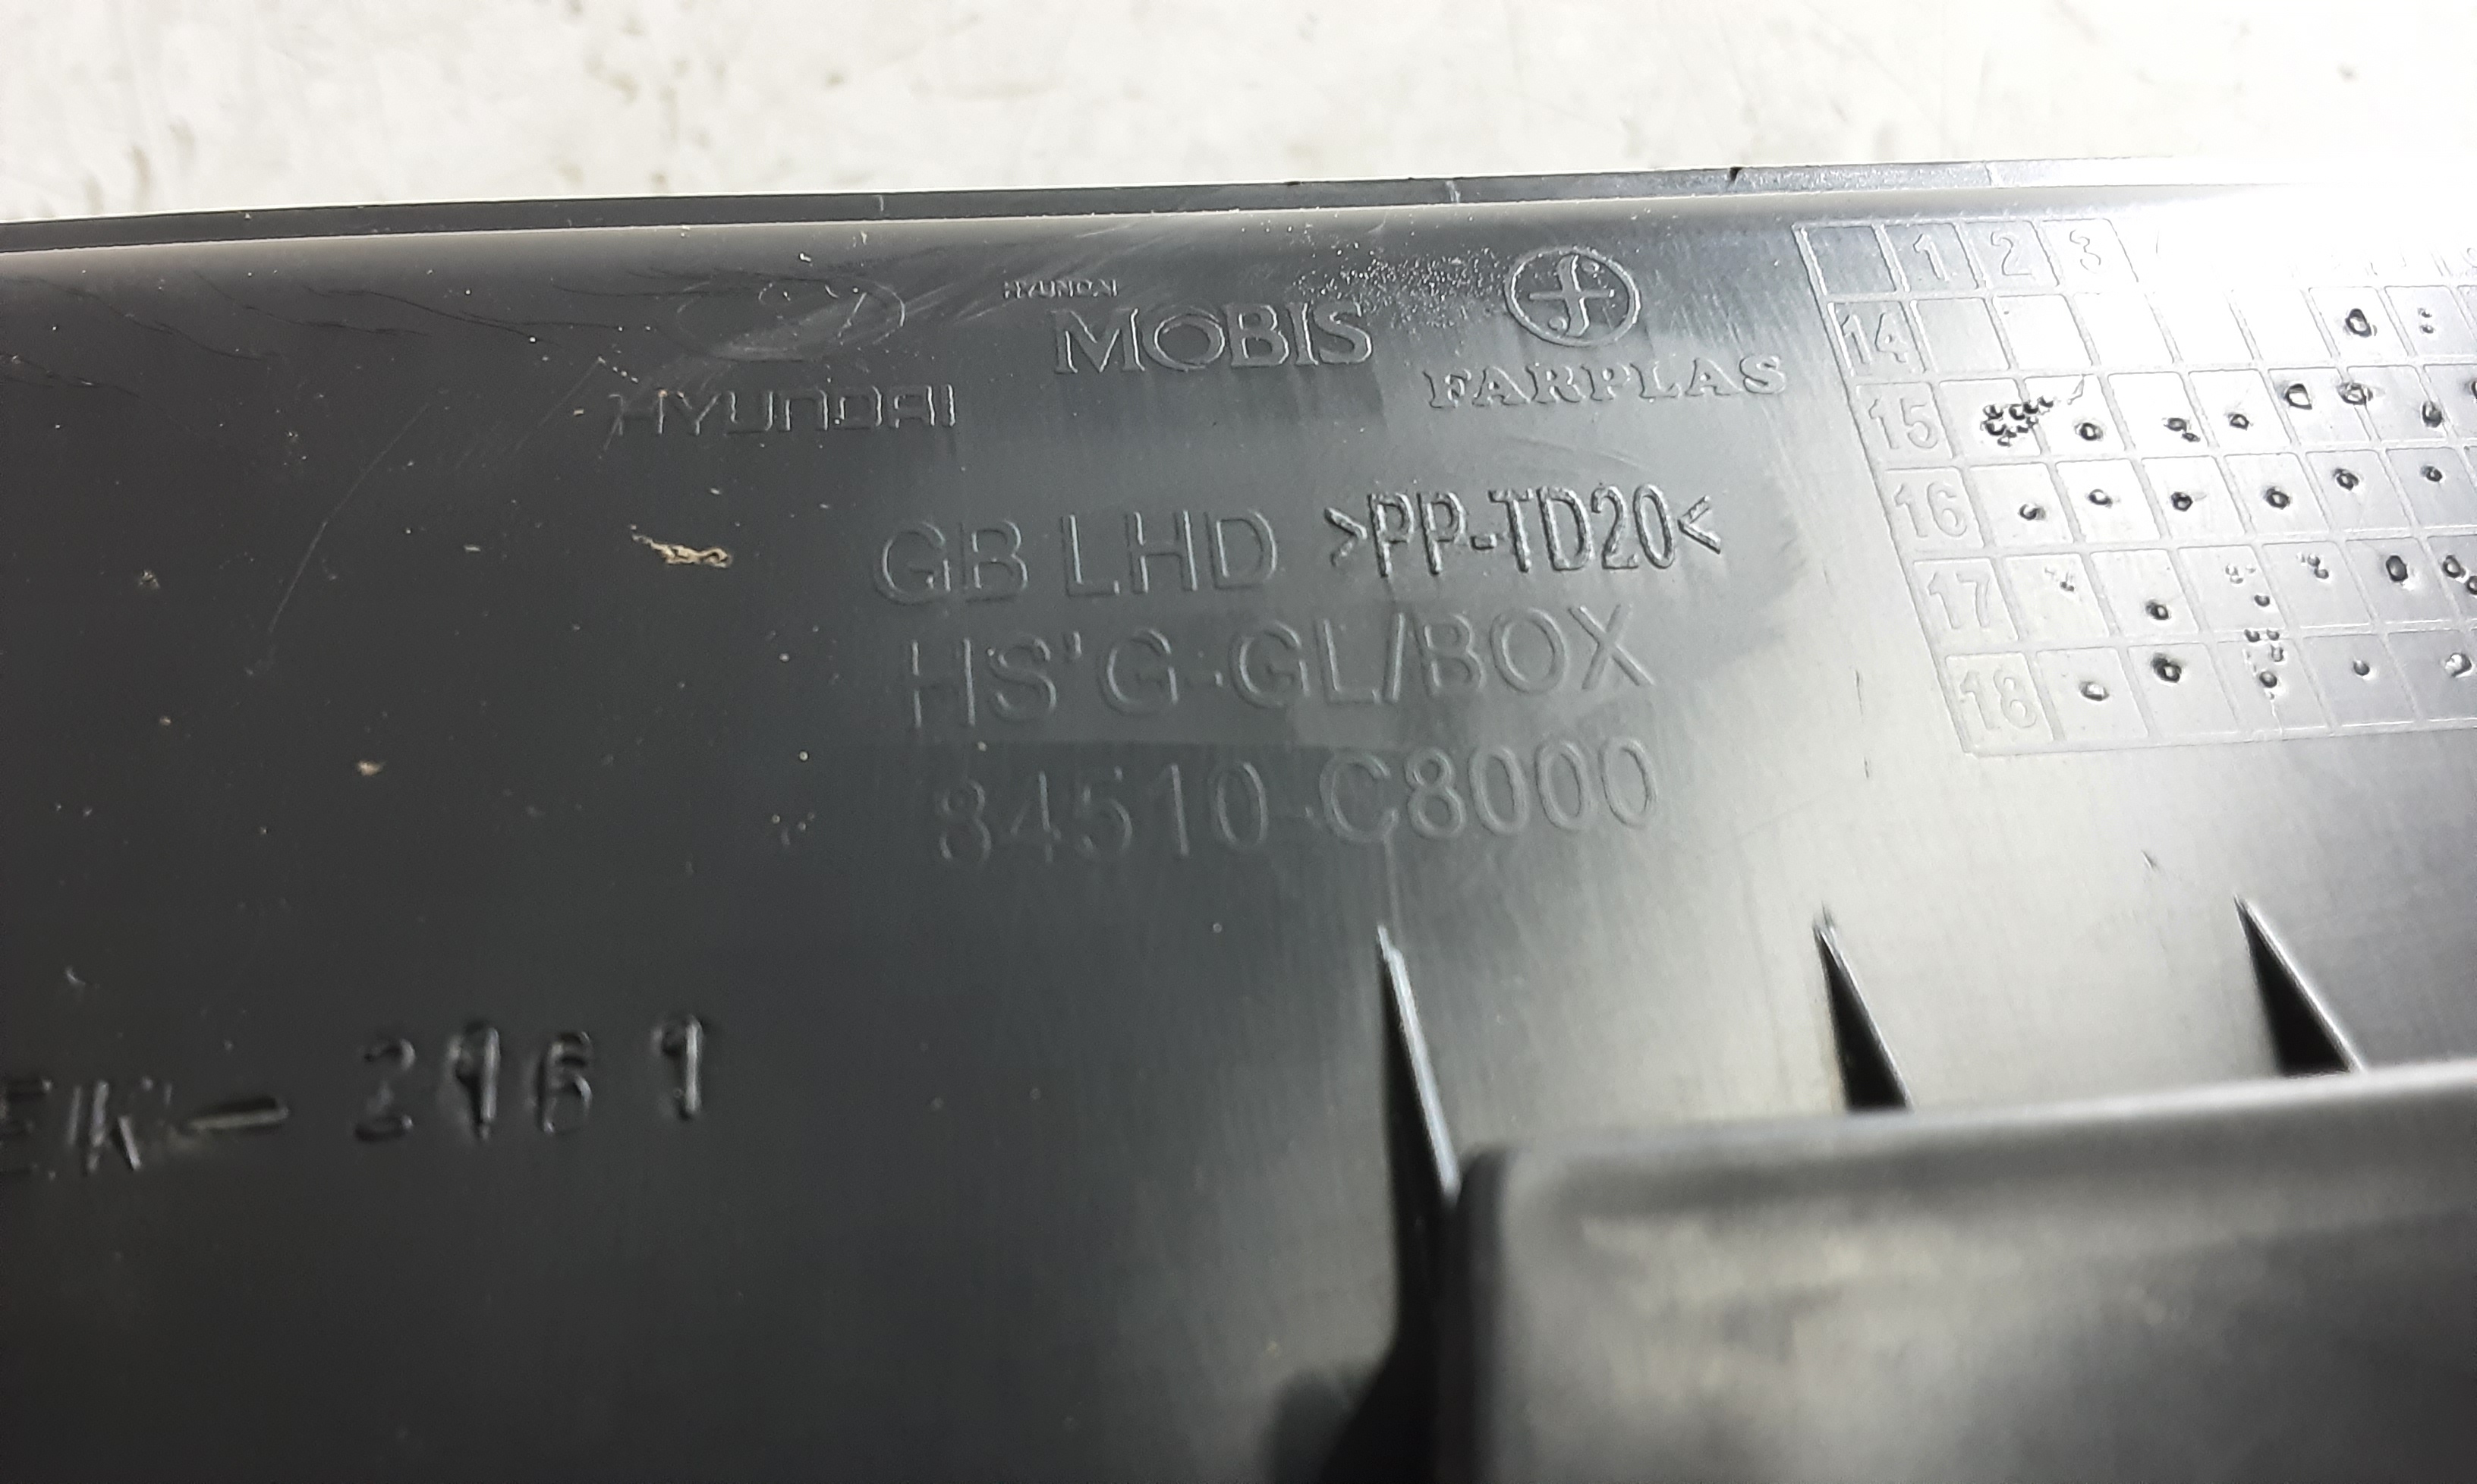 HYUNDAI
HYUNDAI
MOBIS
FARPLAS
GB LHD >PP-TD20<
HS'G-GL/BOX
84510-C8000
1 2 3
14
15
16
17
18